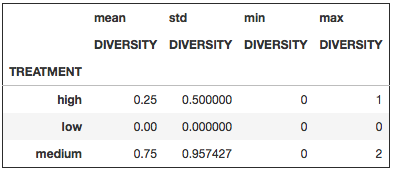 mean std min max
DIVERSITY DIVERSITY DIVERSITY DIVERSITY
TREATMENT
high 0.25 0.500000 0 1
low 0.00 0.000000 0 0
medium 0.75 0.957427 0 2